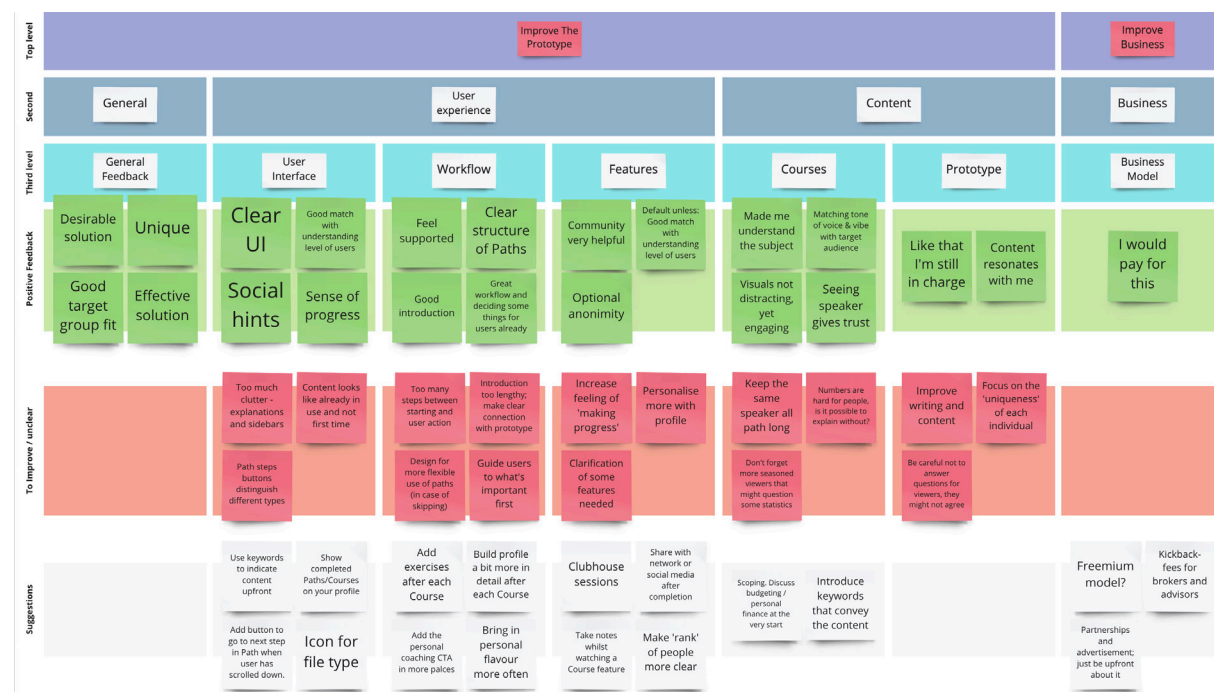 Top level
Improve The
Prototype
Improve
Business
Second
General
User
experience
Content
Business
Third level
General
Feedback
User
Interface
Workflow
Features
Courses
Prototype
Business
Model
Positive Feedback
Desirable
solution
Unique
Good
target
group fit
Effective
solution
Clear
UI
Good match
with
understanding
level of users
Social
hints
Sense of
progress
Feel
supported
Clear
structure
of Paths
Good
introduction
Great
workflow and
deciding some
things for
users already
Community
very helpful
Default unless:
Good match
with
understanding
level of users
Optional
anonimity
Made me
understand
the subject
Matching tone
of voice & vibe
with target
audience
Visuals not
distracting,
yet
engaging
Seeing
speaker
gives trust
Like that
I'm still
in charge
Content
resonates
with me
I would
pay for
this
To Improve / unclear
Too much
clutter -
explanations
and sidebars
Content looks
like already in
use and not
first time
Path steps
buttons
distinguish
different types
Too many
steps between
starting and
user action
Introduction
too lengthy;
make clear
connection
with prototype
Design for
more flexible
use of paths
(in case of
skipping)
Guide users
to what's
important
first
Increase
feeling of
'making
progress'
Personalise
more with
profile
Clarification
of some
features
needed
Keep the
same
speaker all
path long
Numbers are
hard for people,
is it possible to
explain without?
Don't forget
more seasoned
viewers that
might question
some statistics
Improve
writing and
content
Focus on the
'uniqueness'
of each
individual
Be careful not to
answer
questions for
viewers, they
might not agree
Suggestions
Use keywords
to indicate
content
upfront
Show
completed
Paths/Courses
on your profile
Add button to
go to next step
in Path when
user has
scrolled down.
Icon for
file type
Add
exercises
after each
Course
Build profile
a bit more in
detail after
each Course
Add the
personal
coaching CTA
in more palces
Bring in
personal
flavour
more often
Clubhouse
sessions
Share with
network or
social media
after
completion
Take notes
whilst
watching a
Course feature
Make 'rank'
of people
more clear
Scoping. Discuss
budgeting /
personal
finance at the
very start
Introduce
keywords
that convey
the content
Freemium
model?
Kickback-
fees for
brokers and
advisors
Partnerships
and
advertisement;
just be upfront
about it